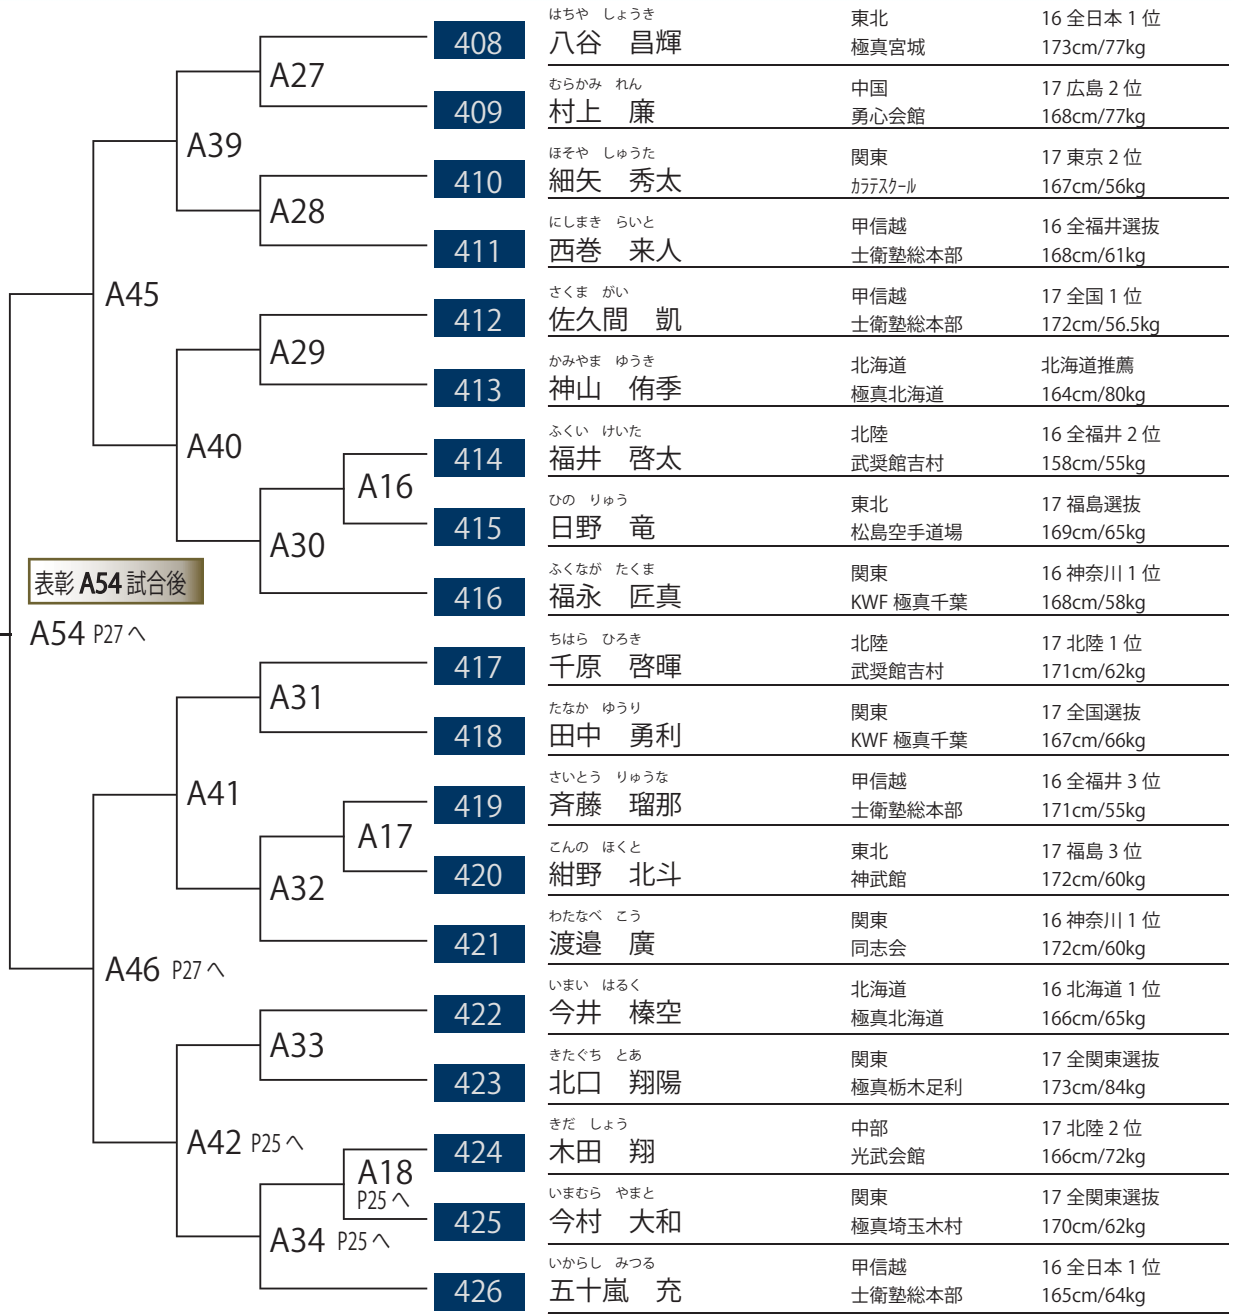 はちや　しょうき
408 八谷　昌輝 東北 16 全日本 1 位
極真宮城 173cm/77kg
A27
むらかみ　れん
409 村上　廉 中国 17 広島 2 位
勇心会館 168cm/77kg
A39
ほそや　しゅうた
410 細矢　秀太 関東 17 東京 2 位
ｶﾗﾃｽｸｰﾙ 167cm/56kg
A28
にしまき　らいと
411 西巻　来人 甲信越 16 全福井選抜
士衛塾総本部 168cm/61kg
A45
さくま　がい
412 佐久間　凱 甲信越 17 全国 1 位
士衛塾総本部 172cm/56.5kg
A29
かみやま　ゆうき
413 神山　侑季 北海道 北海道推薦
極真北海道 164cm/80kg
A40
ふくい　けいた
414 福井　啓太 北陸 16 全福井 2 位
武奨館吉村 158cm/55kg
A16
ひの　りゅう
415 日野　竜 東北 17 福島選抜
松島空手道場 169cm/65kg
A30
ふくなが　たくま
416 福永　匠真 関東 16 神奈川 1 位
KWF 極真千葉 168cm/58kg
表彰 A54 試合後
A54 P27 へ
ちはら　ひろき
417 千原　啓暉 北陸 17 北陸 1 位
武奨館吉村 171cm/62kg
A31
たなか　ゆうり
418 田中　勇利 関東 17 全国選抜
KWF 極真千葉 167cm/66kg
A41
さいとう　りゅうな
419 斉藤　瑠那 甲信越 16 全福井 3 位
士衛塾総本部 171cm/55kg
A17
こんの　ほくと
420 紺野　北斗 東北 17 福島 3 位
神武館 172cm/60kg
A32
わたなべ　こう
421 渡邉　廣 関東 16 神奈川 1 位
同志会 172cm/60kg
A46 P27 へ
いまい　はるく
422 今井　榛空 北海道 16 北海道 1 位
極真北海道 166cm/65kg
A33
きたぐち　とあ
423 北口　翔陽 関東 17 全関東選抜
極真栃木足利 173cm/84kg
A42 P25 へ
きだ　しょう
424 木田　翔 中部 17 北陸 2 位
光武会館 166cm/72kg
A18
P25 へ
いまむら　やまと
425 今村　大和 関東 17 全関東選抜
極真埼玉木村 170cm/62kg
A34 P25 へ
いからし　みつる
426 五十嵐　充 甲信越 16 全日本 1 位
士衛塾総本部 165cm/64kg